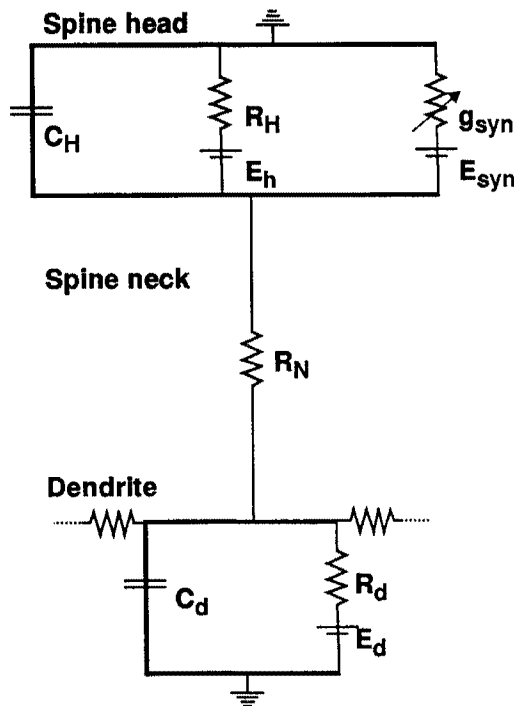 Spine head
C_H
R_H
E_h
g_syn
E_syn
Spine neck
R_N
Dendrite
C_d
R_d
E_d